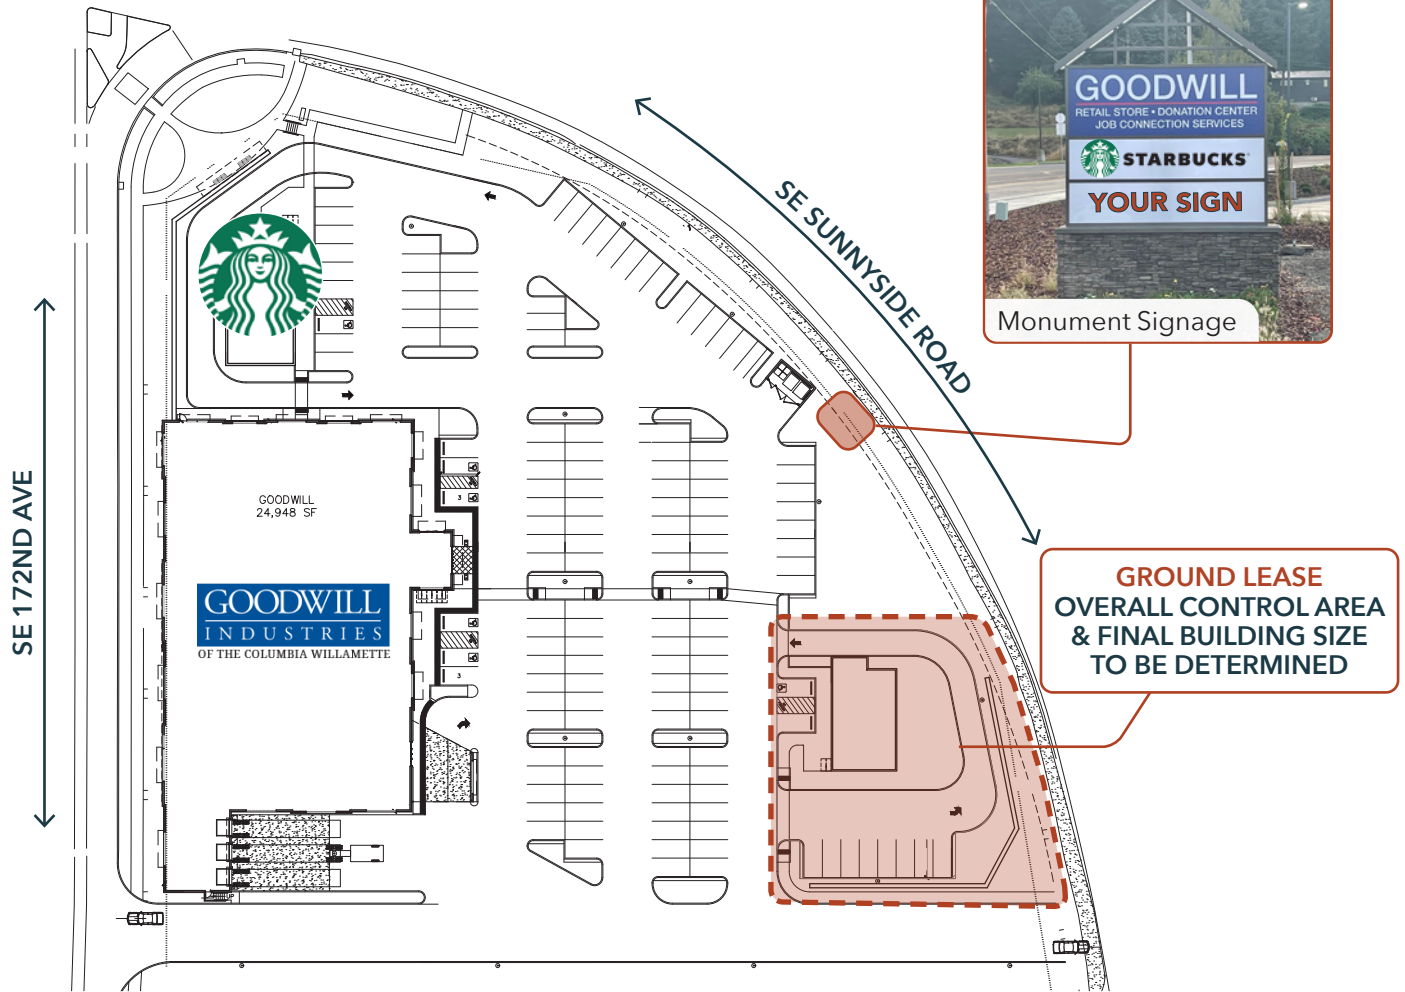 GOODWILL
RETAIL STORE • DONATION CENTER
JOB CONNECTION SERVICES
STARBUCKS
YOUR SIGN
Monument Signage
SE SUNNYSIDE ROAD
SE 172ND AVE
GOODWILL
24,948 SF
GOODWILL
INDUSTRIES
OF THE COLUMBIA WILLAMETTE
3
3
GROUND LEASE
OVERALL CONTROL AREA
& FINAL BUILDING SIZE
TO BE DETERMINED